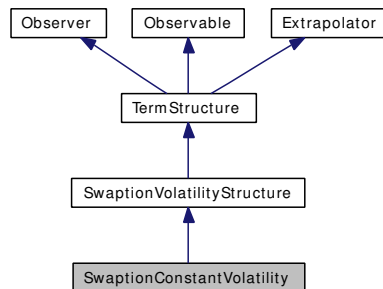 Observer Observable Extrapolator
TermStructure
SwaptionVolatilityStructure
SwaptionConstantVolatility